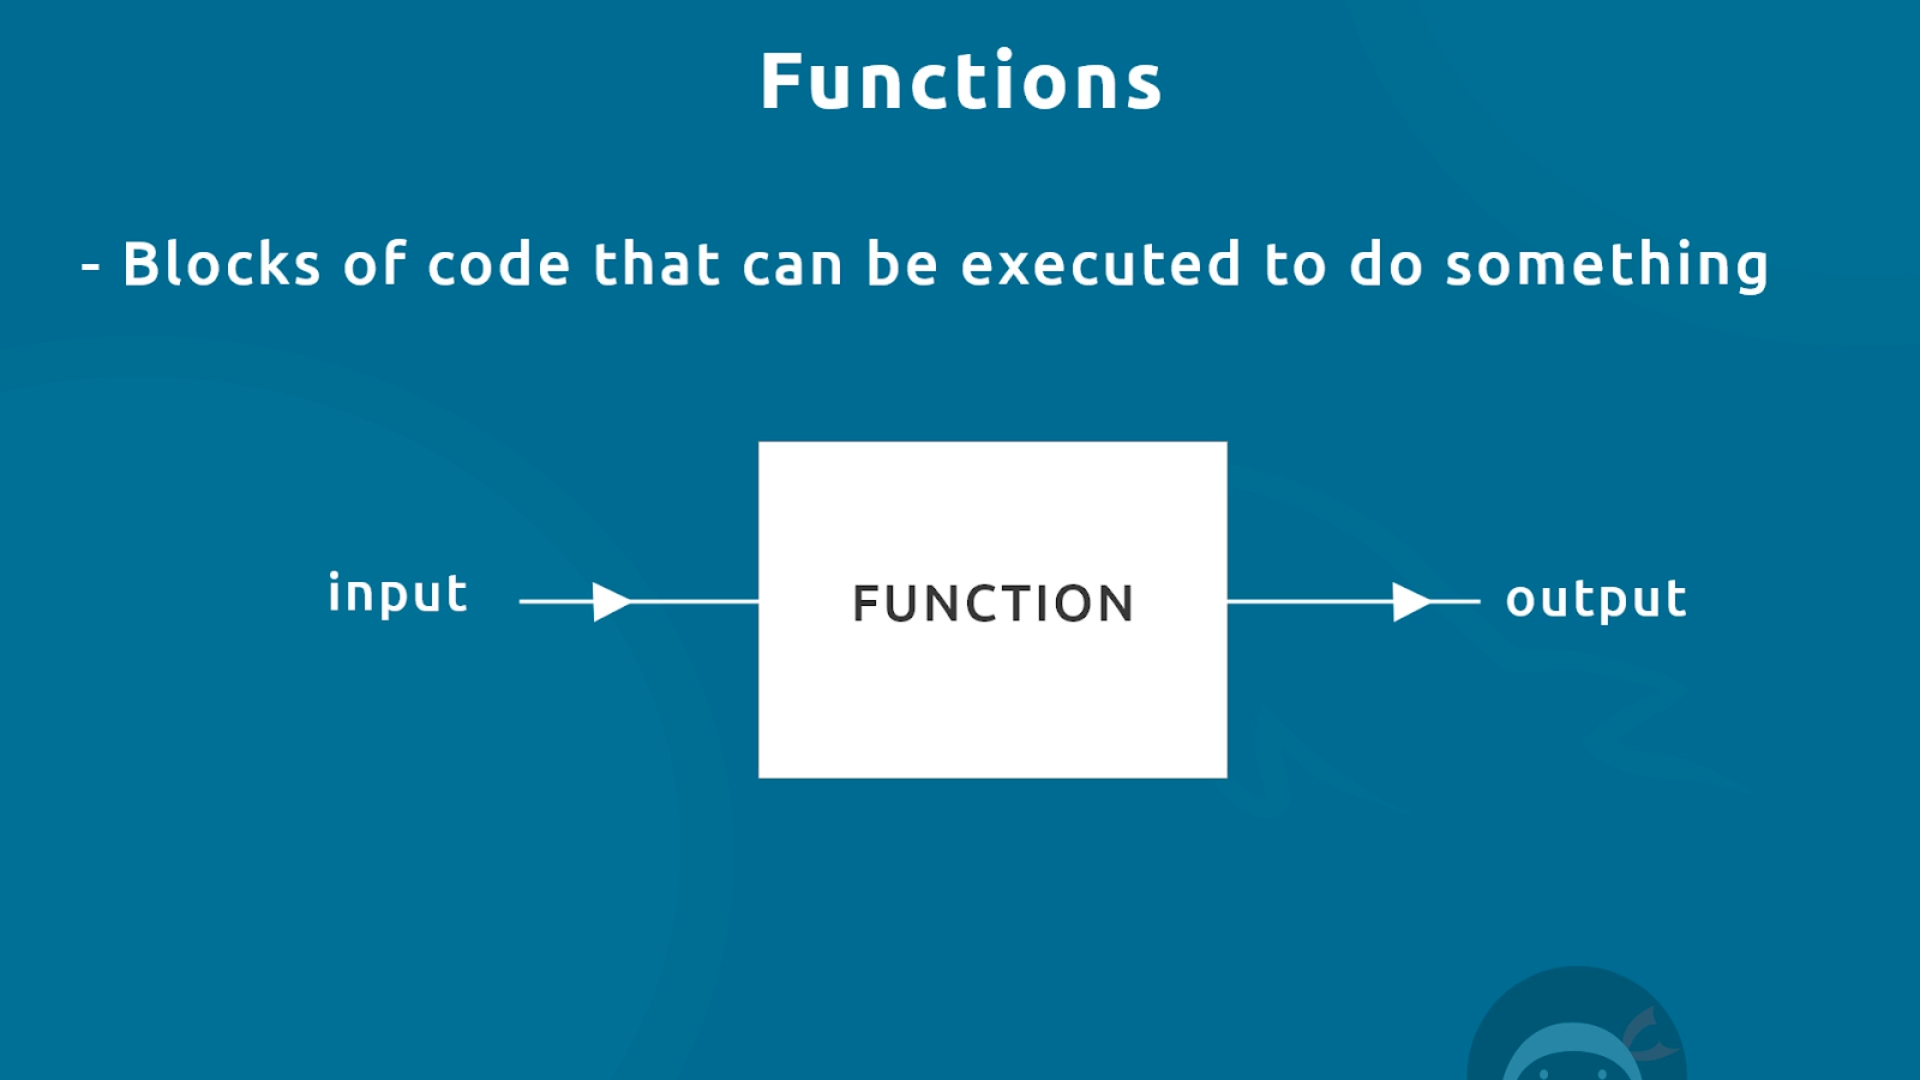 Functions
- Blocks of code that can be executed to do something
input
FUNCTION
output